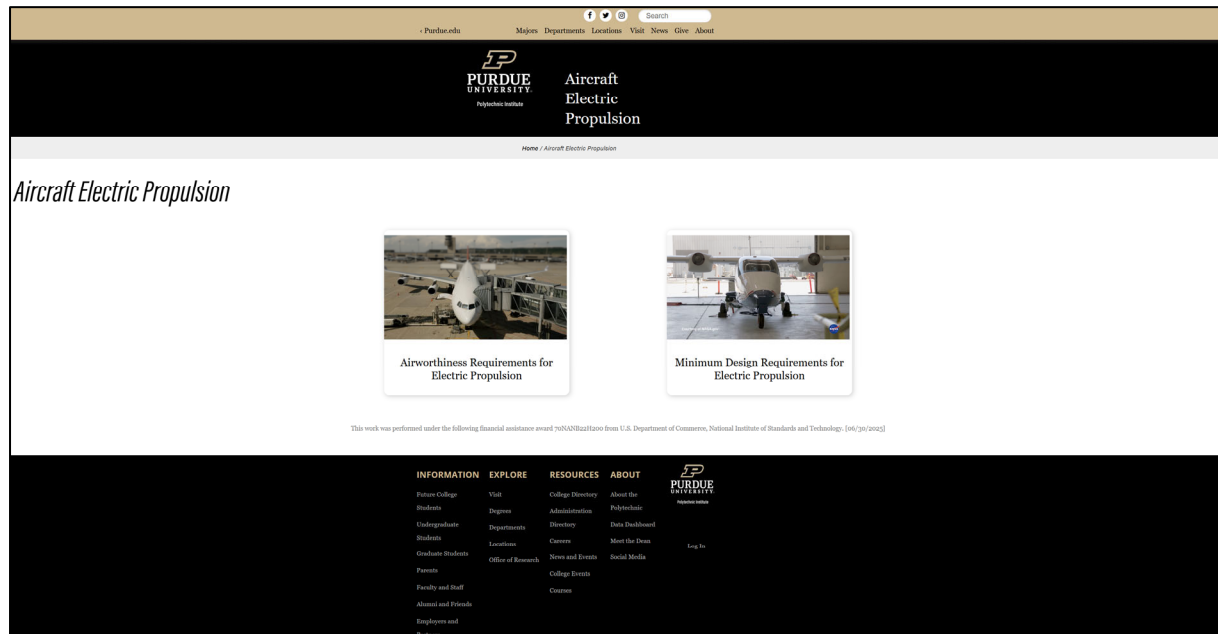 Search
‹ Purdue.edu
Majors Departments Locations Visit News Give About
PURDUE
UNIVERSITY.
Polytechnic Institute
Aircraft
Electric
Propulsion
Home / Aircraft Electric Propulsion
Aircraft Electric Propulsion
Airworthiness Requirements for
Electric Propulsion
Minimum Design Requirements for
Electric Propulsion
This work was performed under the following financial assistance award 70NANB22H200 from U.S. Department of Commerce, National Institute of Standards and Technology. [06/30/2025]
INFORMATION
Future College
Students
Undergraduate
Students
Graduate Students
Parents
Faculty and Staff
Alumni and Friends
Employers and
EXPLORE
Visit
Degrees
Departments
Locations
Office of Research
RESOURCES
College Directory
Administration
Directory
Careers
News and Events
College Events
Courses
ABOUT
About the
Polytechnic
Data Dashboard
Meet the Dean
Social Media
PURDUE
UNIVERSITY.
Polytechnic Institute
Log In